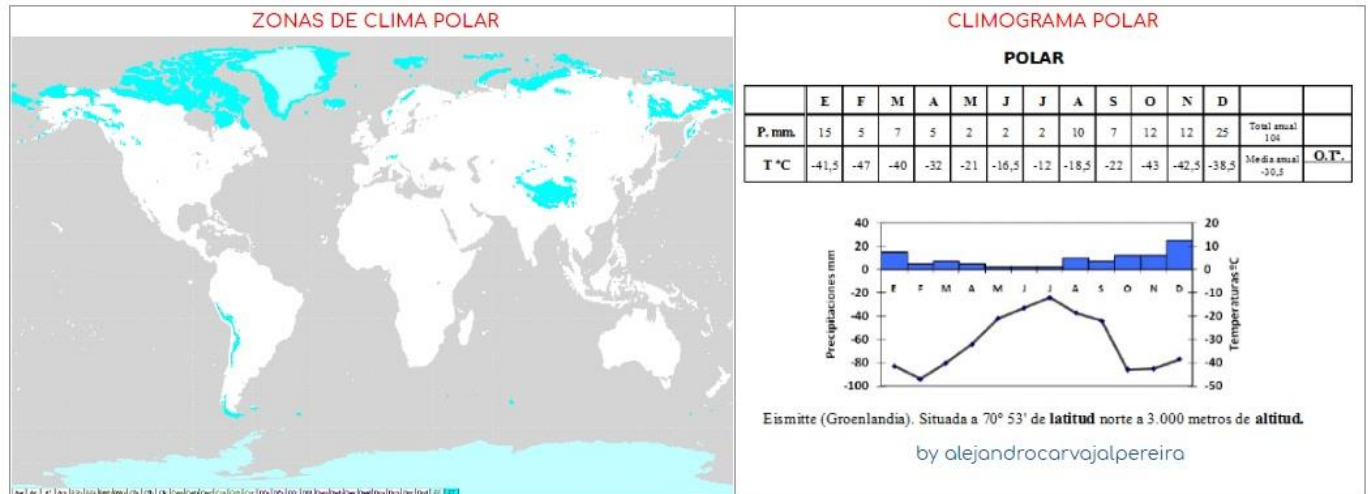 ZONAS DE CLIMA POLAR
CLIMOGRAMA POLAR
POLAR
E F M A M J J A S O N D
P. mm. 15 5 7 5 2 2 2 10 7 12 12 25 Total anual 104
T °C -41,5 -47 -40 -32 -21 -16,5 -12 -18,5 -22 -43 -42,5 -38,5 Media anual -30,5 O.Tª.
40 20
20 10
0 0
E F M A M J J A S O N D
-20 -10
-40 -20
-60 -30
-80 -40
-100 -50
Precipitaciones mm
Temperaturas ºC
Eismitte (Groenlandia). Situada a 70° 53' de latitud norte a 3.000 metros de altitud.
by alejandrocarvajalpereira